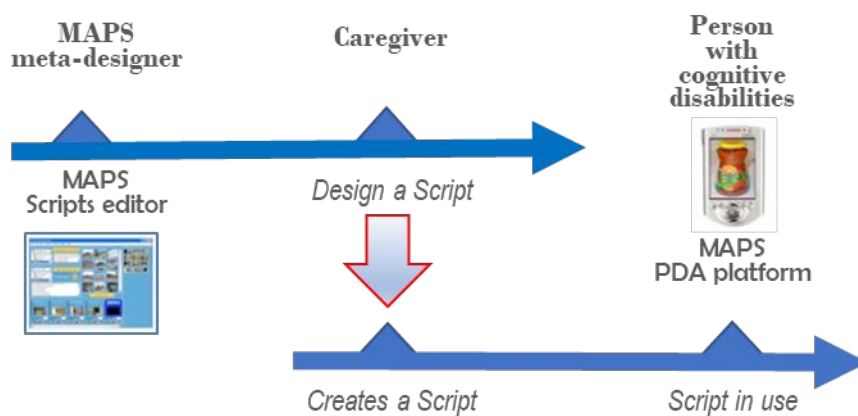 MAPS
meta-designer
Caregiver
Person
with
cognitive
disabilities
MAPS
Scripts editor
Design a Script
MAPS
PDA platform
Creates a Script
Script in use